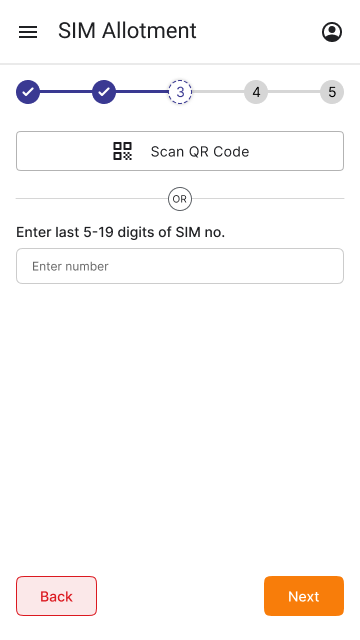 SIM Allotment
3 4 5
Scan QR Code
OR
Enter last 5-19 digits of SIM no.
Enter number
Back Next